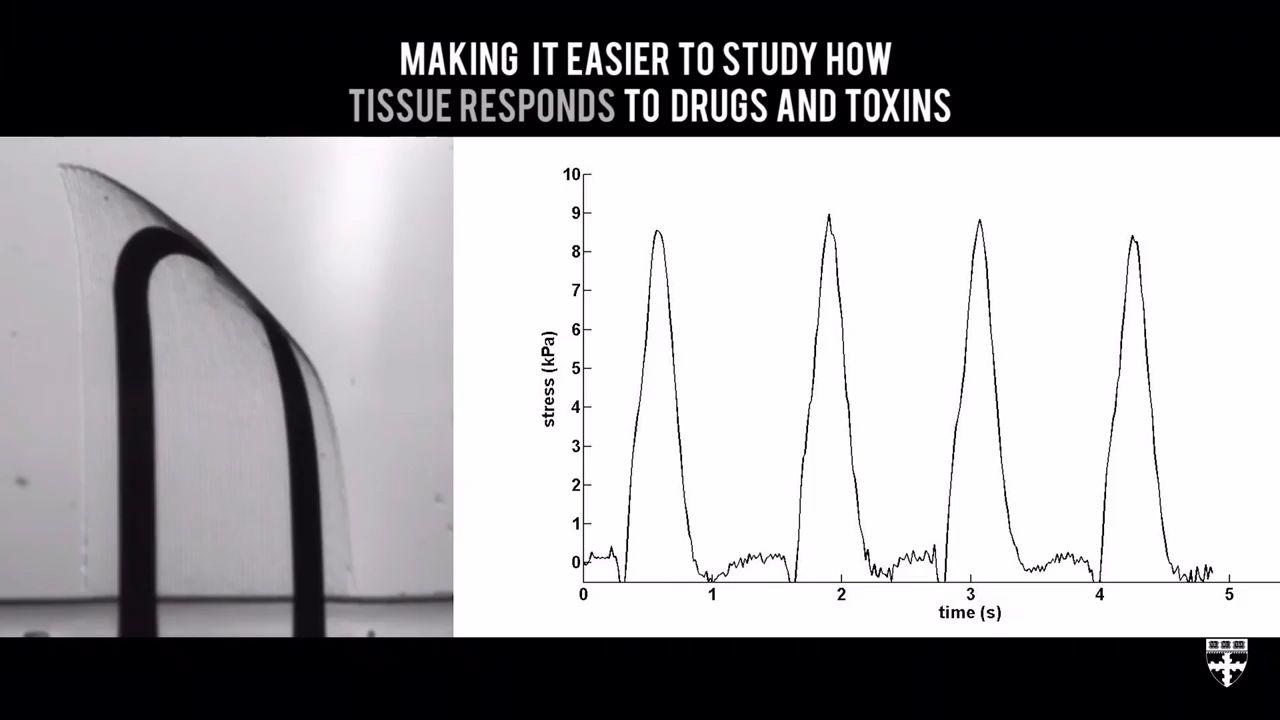 MAKING IT EASIER TO STUDY HOW
TISSUE RESPONDS TO DRUGS AND TOXINS
10
9
8
7
6
5
4
3
2
1
0
stress (kPa)
0 1 2 3 4 5
time (s)